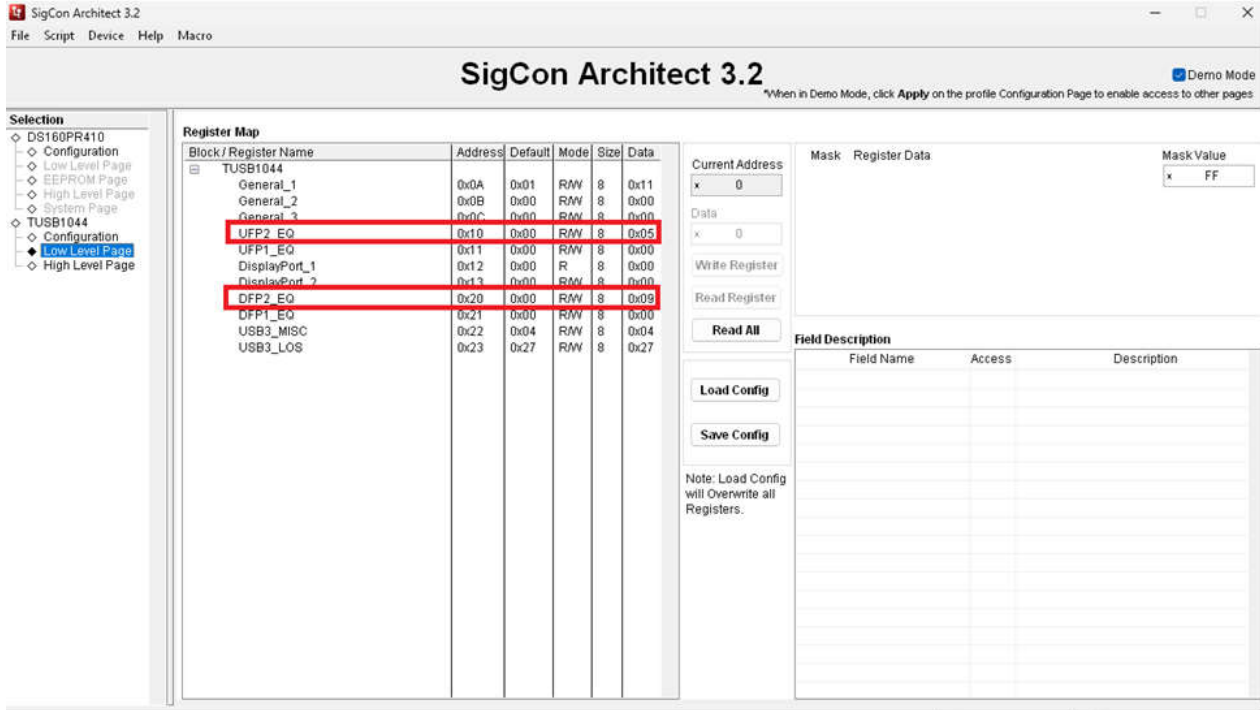 SigCon Architect 3.2
File Script Device Help Macro
SigCon Architect 3.2
Demo Mode
*When in Demo Mode, click Apply on the profile Configuration Page to enable access to other pages
Selection
DS160PR410
Configuration
Low Level Page
EEPROM Page
High Level Page
System Page
TUSB1044
Configuration
Low Level Page
High Level Page
Register Map
Block / Register Name Address Default Mode Size Data
TUSB1044
General_1 0x0A 0x01 R/W 8 0x11
General_2 0x0B 0x00 R/W 8 0x00
General_3 0x0C 0x00 R/W 8 0x00
UFP2_EQ 0x10 0x00 R/W 8 0x05
UFP1_EQ 0x11 0x00 R/W 8 0x00
DisplayPort_1 0x12 0x00 R 8 0x00
DisplayPort_2 0x13 0x00 R/W 8 0x00
DFP2_EQ 0x20 0x00 R/W 8 0x09
DFP1_EQ 0x21 0x00 R/W 8 0x00
USB3_MISC 0x22 0x04 R/W 8 0x04
USB3_LOS 0x23 0x27 R/W 8 0x27
Current Address
x 0
Data
x 0
Write Register
Read Register
Read All
Load Config
Save Config
Note: Load Config
will Overwrite all
Registers.
Mask Register Data
Mask Value
x FF
Field Description
Field Name Access Description